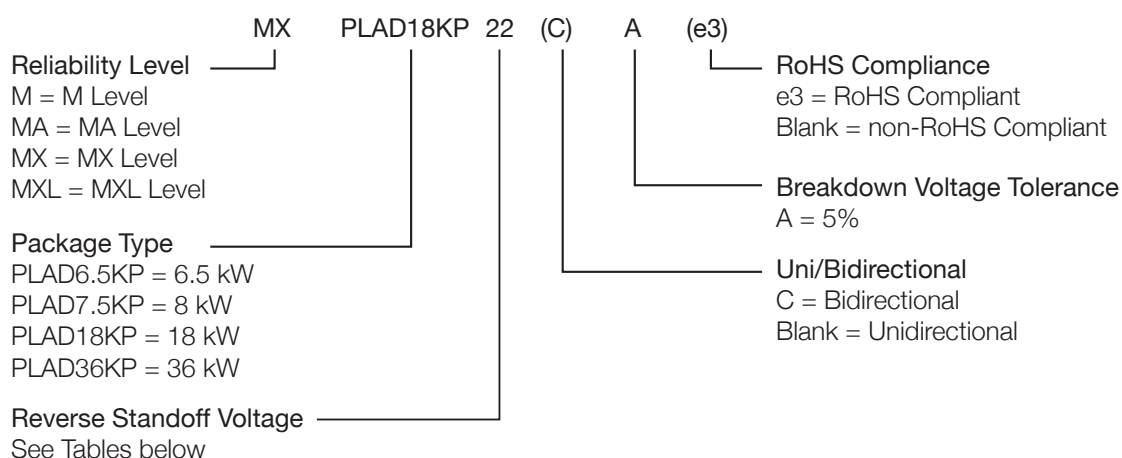 MX PLAD18KP 22 (C) A (e3)
Reliability Level
M = M Level
MA = MA Level
MX = MX Level
MXL = MXL Level
Package Type
PLAD6.5KP = 6.5 kW
PLAD7.5KP = 8 kW
PLAD18KP = 18 kW
PLAD36KP = 36 kW
Reverse Standoff Voltage
See Tables below
RoHS Compliance
e3 = RoHS Compliant
Blank = non-RoHS Compliant
Breakdown Voltage Tolerance
A = 5%
Uni/Bidirectional
C = Bidirectional
Blank = Unidirectional